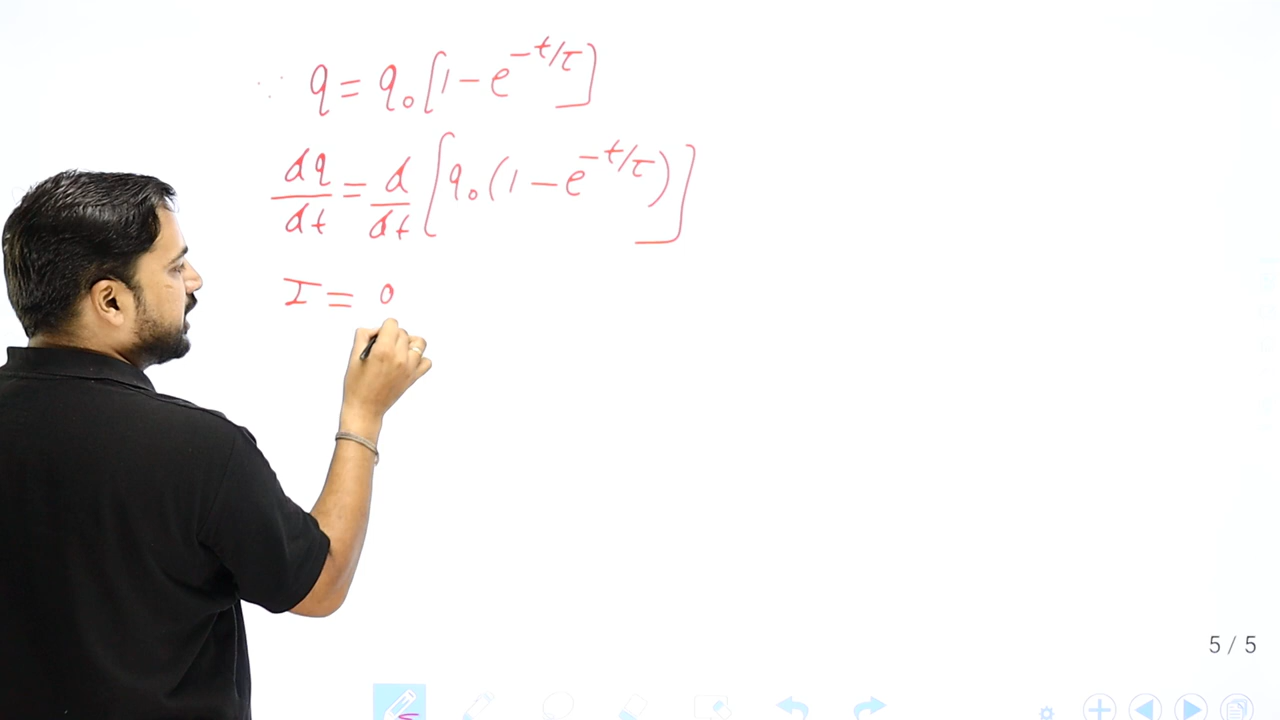 ∵ q = q₀[1 − e^{−t/τ}]
dq/dt = d/dt [q₀(1 − e^{−t/τ})]
I = 0
5 / 5